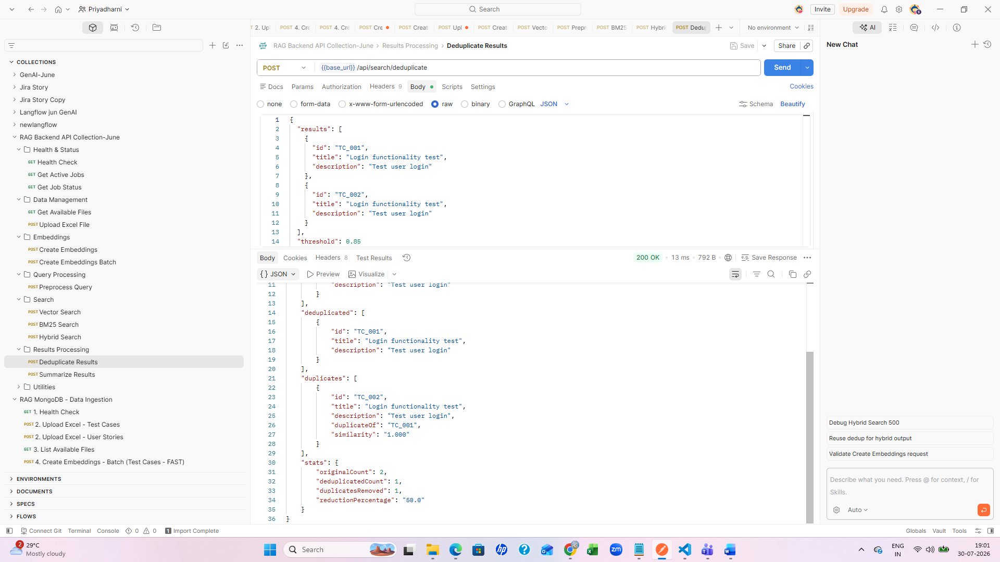 Priyadharni
Search
Invite
Upgrade
2. Upl
POST 4. Cre
POST 4. Cre
POST Cre
POST Creat
POST Upl
POST Creat
POST Vecto
POST Prepr
POST BM25
POST Hybri
POST Dedup
No environment
AI
RAG Backend API Collection-June > Results Processing > Deduplicate Results
Save
Share
New Chat
COLLECTIONS
GenAI-June
Jira Story
Jira Story Copy
Langflow jun GenAI
newlangflow
RAG Backend API Collection-June
Health & Status
GET Health Check
GET Get Active Jobs
GET Get Job Status
Data Management
GET Get Available Files
POST Upload Excel File
Embeddings
POST Create Embeddings
POST Create Embeddings Batch
Query Processing
POST Preprocess Query
Search
POST Vector Search
POST BM25 Search
POST Hybrid Search
Results Processing
POST Deduplicate Results
POST Summarize Results
Utilities
RAG MongoDB - Data Ingestion
GET 1. Health Check
POST 2. Upload Excel - Test Cases
POST 2. Upload Excel - User Stories
GET 3. List Available Files
POST 4. Create Embeddings - Batch (Test Cases - FAST)
ENVIRONMENTS
DOCUMENTS
SPECS
FLOWS
HTTP
POST
{{base_url}} /api/search/deduplicate
Send
Docs
Params
Authorization
Headers 9
Body
Scripts
Settings
Cookies
none
form-data
x-www-form-urlencoded
raw
binary
GraphQL
JSON
Schema
Beautify
1 {
2 "results": [
3 {
4 "id": "TC_001",
5 "title": "Login functionality test",
6 "description": "Test user login"
7 },
8 {
9 "id": "TC_002",
10 "title": "Login functionality test",
11 "description": "Test user login"
12 }
13 ],
14 "threshold": 0.85
Body
Cookies
Headers 8
Test Results
200 OK
13 ms
792 B
e.g. Save Response
{} JSON
Preview
Visualize
11 "description": "Test user login"
12 }
13 ],
14 "deduplicated": [
15 {
16 "id": "TC_001",
17 "title": "Login functionality test",
18 "description": "Test user login"
19 }
20 ],
21 "duplicates": [
22 {
23 "id": "TC_002",
24 "title": "Login functionality test",
25 "description": "Test user login",
26 "duplicateOf": "TC_001",
27 "similarity": "1.000"
28 }
29 ],
30 "stats": {
31 "originalCount": 2,
32 "deduplicatedCount": 1,
33 "duplicatesRemoved": 1,
34 "reductionPercentage": "50.0"
35 }
36 }
Debug Hybrid Search 500
Reuse dedup for hybrid output
Validate Create Embeddings request
Describe what you need. Press @ for context, / for
Skills.
Auto
Connect Git
Terminal
Console
0
0
1 Import Complete
Globals
Vault
Tools
2
29°C
Mostly cloudy
Search
hp
zm
ENG
IN
19:01
30-07-2026